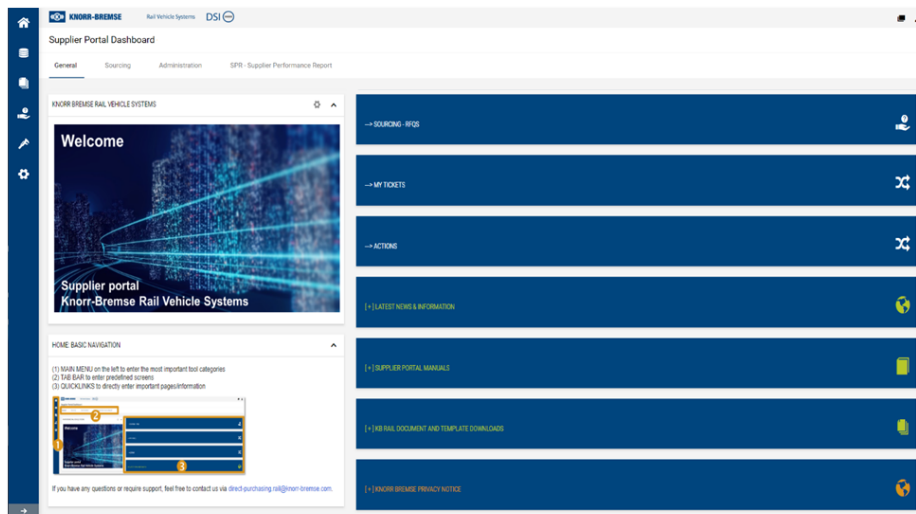 KNORR-BREMSE Rail Vehicle Systems DSI
Supplier Portal Dashboard
General Sourcing Administration SPR - Supplier Performance Report
KNORR BREMSE RAIL VEHICLE SYSTEMS
Welcome
Supplier portal
Knorr-Bremse Rail Vehicle Systems
HOME: BASIC NAVIGATION
(1) MAIN MENU on the left to enter the most important tool categories
(2) TAB BAR to enter predefined screens
(3) QUICKLINKS to directly enter important pages/information
1
2
3
If you have any questions or require support, feel free to contact us via direct-purchasing.rail@knorr-bremse.com.
--> SOURCING - RFQS
--> MY TICKETS
--> ACTIONS
[+] LATEST NEWS & INFORMATION
[+] SUPPLIER PORTAL MANUALS
[+] KB RAIL DOCUMENT AND TEMPLATE DOWNLOADS
[+] KNORR BREMSE PRIVACY NOTICE